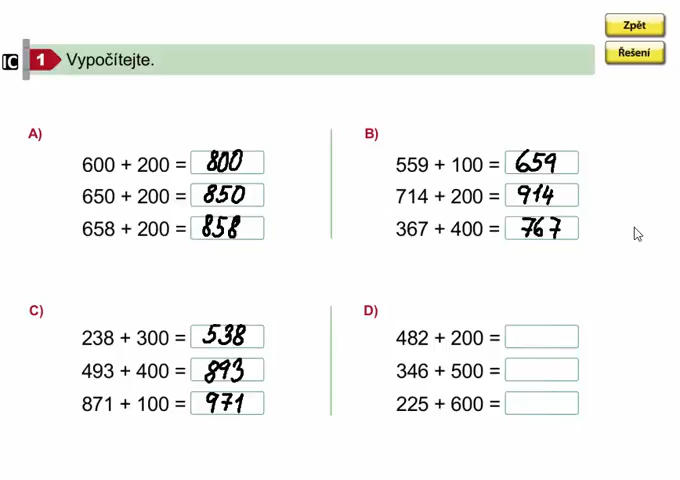 Zpět
Řešení
IC
1 Vypočítejte.
A)
600 + 200 = 800
650 + 200 = 850
658 + 200 = 858
B)
559 + 100 = 659
714 + 200 = 914
367 + 400 = 767
C)
238 + 300 = 538
493 + 400 = 893
871 + 100 = 971
D)
482 + 200 =
346 + 500 =
225 + 600 =